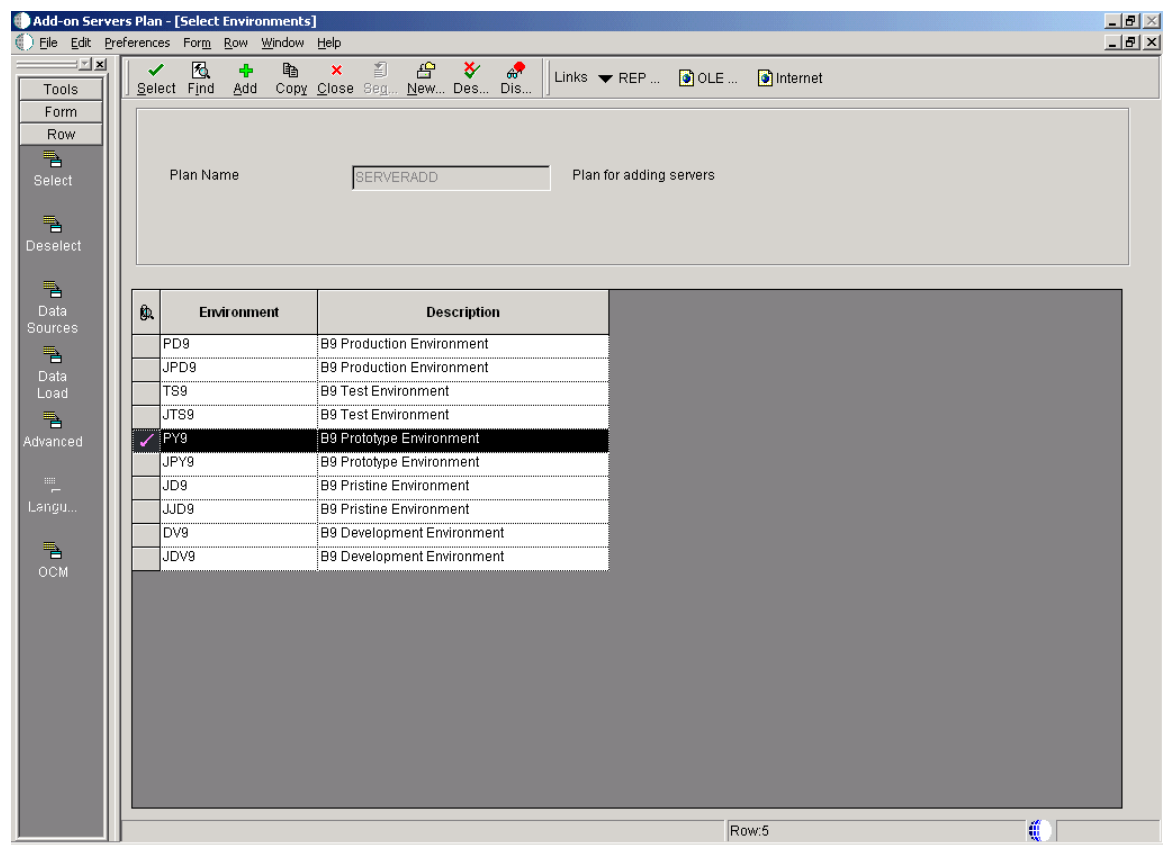 Add-on Servers Plan - [Select Environments]
File Edit Preferences Form Row Window Help
Tools
Form
Row
Select
Deselect
Data
Sources
Data
Load
Advanced
Langu...
OCM
Select Find Add Copy Close Seq... New... Des... Dis... Links REP ... OLE ... Internet
Plan Name SERVERADD Plan for adding servers
Environment Description
PD9 B9 Production Environment
JPD9 B9 Production Environment
TS9 B9 Test Environment
JTS9 B9 Test Environment
PY9 B9 Prototype Environment
JPY9 B9 Prototype Environment
JD9 B9 Pristine Environment
JJD9 B9 Pristine Environment
DV9 B9 Development Environment
JDV9 B9 Development Environment
Row:5